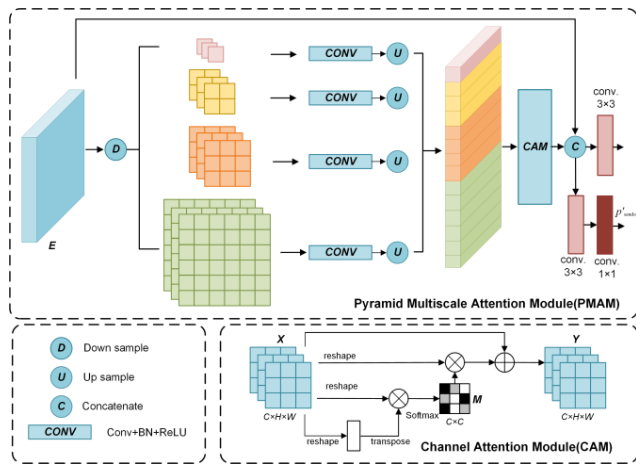 CONV
U
CONV
U
CONV
U
CONV
U
D
E
CAM
C
conv.
3×3
conv.
3×3
conv.
1×1
Pyramid Multiscale Attention Module(PMAM)
D Down sample
U Up sample
C Concatenate
CONV Conv+BN+ReLU
X
Y
reshape
reshape
reshape
transpose
Softmax
M
C×C
C×H×W
C×H×W
Channel Attention Module(CAM)